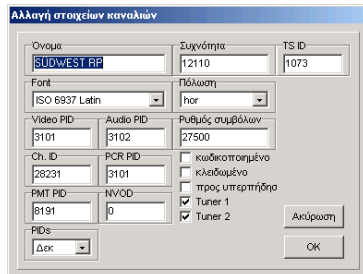 Αλλαγή στοιχείων καναλιών
Όνομα
SÜDWEST RP
Συχνότητα
12110
TS ID
1073
Font
ISO 6937 Latin
Πόλωση
hor
Video PID
3101
Audio PID
3102
Ρυθμός συμβόλων
27500
Ch. ID
28231
PCR PID
3101
κωδικοποιημένο
κλειδωμένο
προς υπερπήδησ
Tuner 1
Tuner 2
PMT PID
8191
NVOD
0
Ακύρωση
PIDs
Δεκ
OK